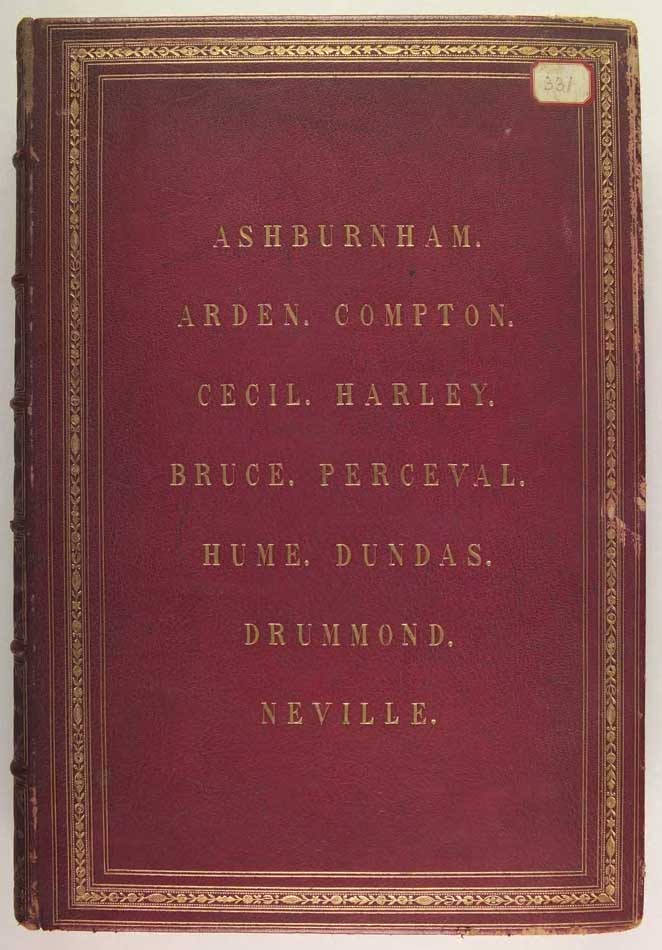 331
ASHBURNHAM.
ARDEN. COMPTON.
CECIL. HARLEY.
BRUCE. PERCEVAL.
HUME. DUNDAS.
DRUMMOND.
NEVILLE.